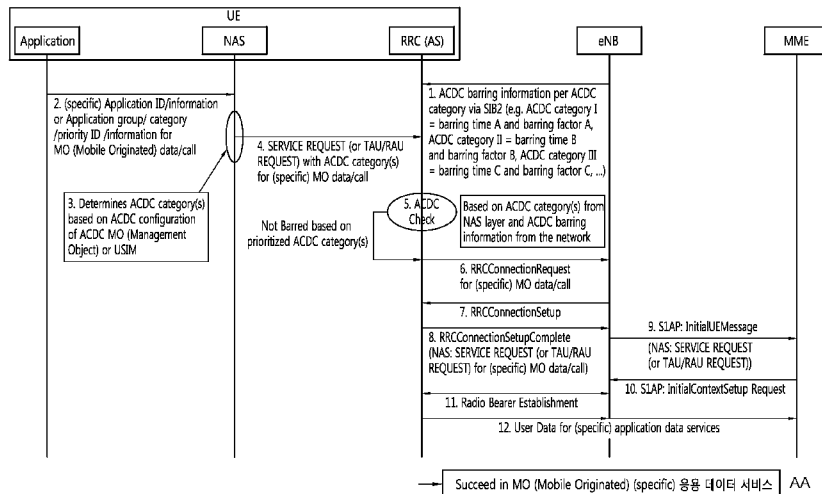 UE
Application
NAS
RRC (AS)
eNB
MME
1. ACDC barring information per ACDC
category via SIB2 (e.g. ACDC category I
= barring time A and barring factor A,
ACDC category II = barring time B
and barring factor B, ACDC category III
= barring time C and barring factor C, ...)
2. (specific) Application ID/information
or Application group/ category
/priority ID /information for
MO (Mobile Originated) data/call
4. SERVICE REQUEST (or TAU/RAU
REQUEST) with ACDC category(s)
for (specific) MO data/call
3. Determines ACDC category(s)
based on ACDC configuration
of ACDC MO (Management
Object) or USIM
5. ACDC
Check
Based on ACDC category(s) from
NAS layer and ACDC barring
information from the network
Not Barred based on
prioritized ACDC category(s)
6. RRCConnectionRequest
for (specific) MO data/call
7. RRCConnectionSetup
8. RRCConnectionSetupComplete
(NAS: SERVICE REQUEST (or TAU/RAU
REQUEST) for (specific) MO data/call)
9. S1AP: InitialUEMessage
(NAS: SERVICE REQUEST
(or TAU/RAU REQUEST))
10. S1AP: InitialContextSetup Request
11. Radio Bearer Establishment
12. User Data for (specific) application data services
Succeed in MO (Mobile Originated) (specific) 응용 데이터 서비스
AA